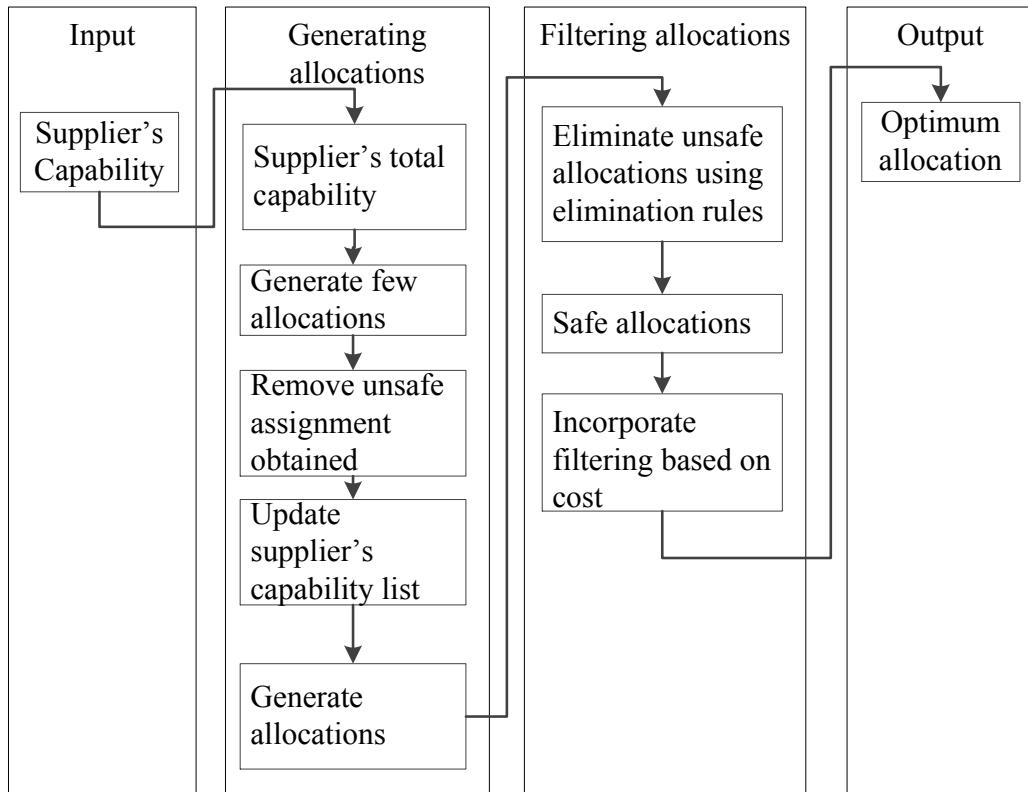 Input
Supplier's
Capability
Generating
allocations
Supplier's total
capability
Generate few
allocations
Remove unsafe
assignment
obtained
Update
supplier's
capability list
Generate
allocations
Filtering allocations
Eliminate unsafe
allocations using
elimination rules
Safe allocations
Incorporate
filtering based on
cost
Output
Optimum
allocation